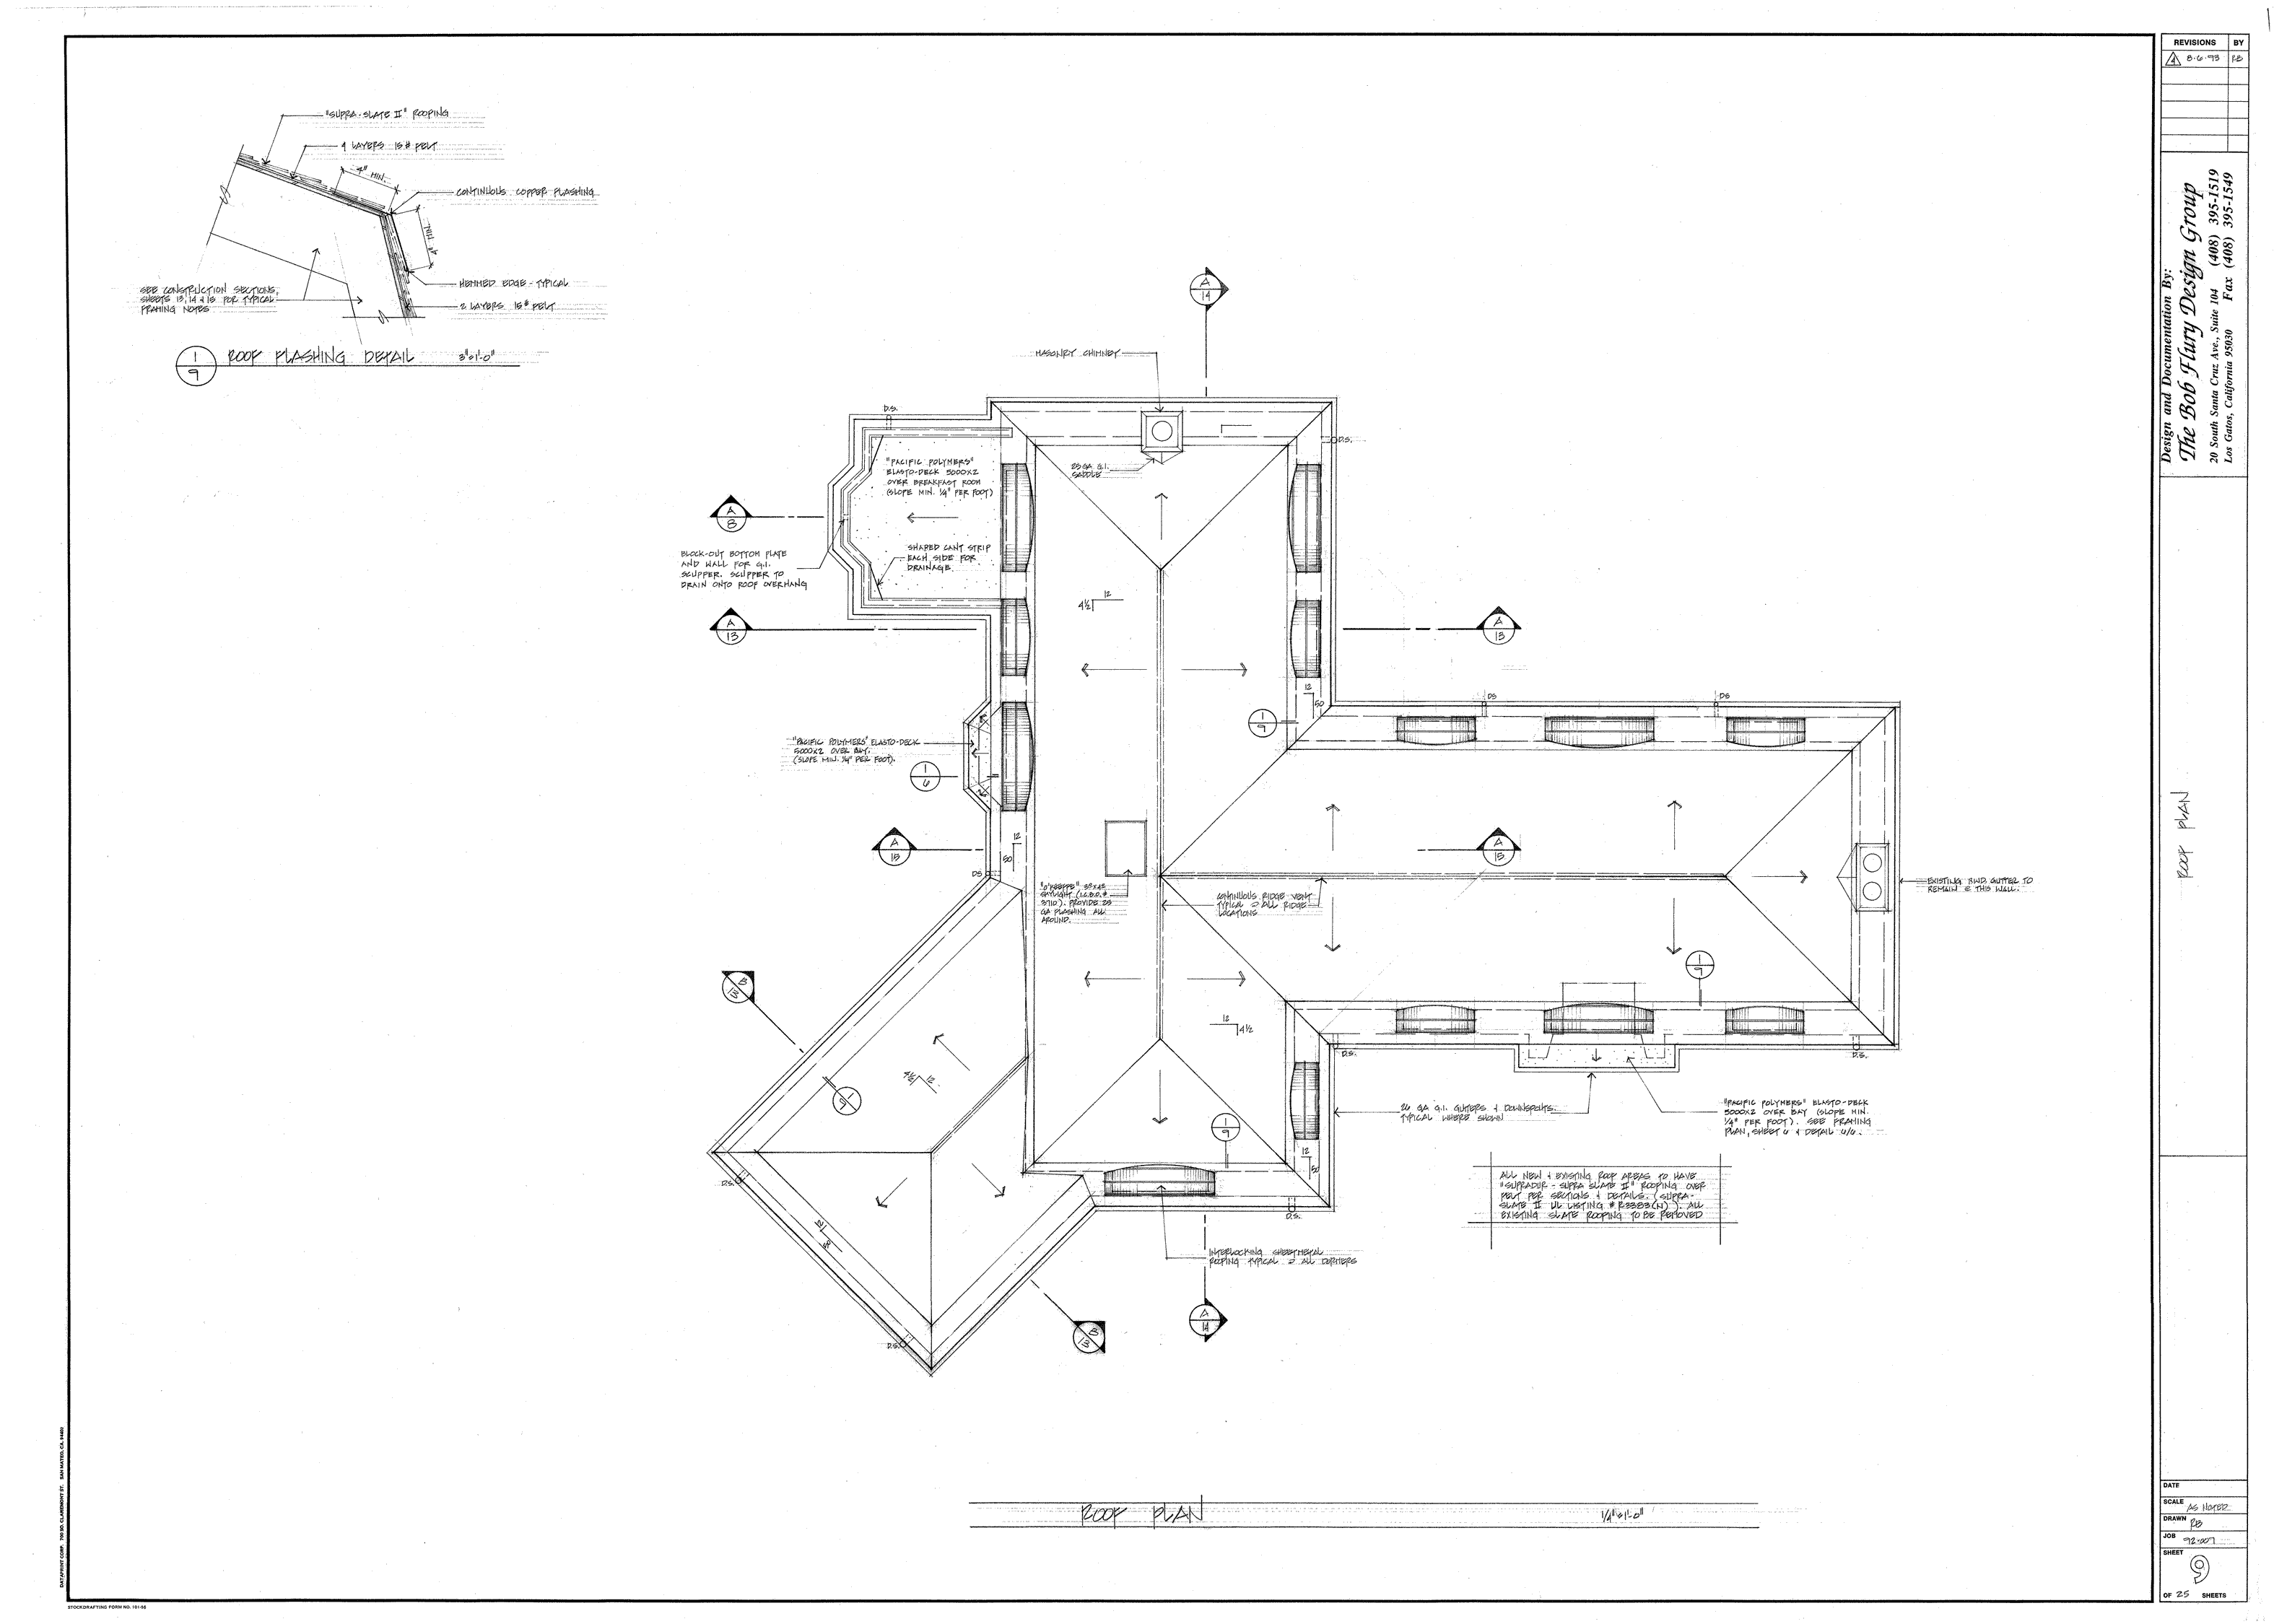 REVISIONS BY
1 8·6·93 RB
Design and Documentation By:
The Bob Flury Design Group
20 South Santa Cruz Ave., Suite 104 (408) 395-1519
Los Gatos, California 95030 Fax (408) 395-1549
ROOF PLAN
DATE
SCALE AS NOTED
DRAWN RB
JOB 92-007
SHEET
9
OF 25 SHEETS
"SUPRA-SLATE II" ROOFING
4 LAYERS 15# FELT
4" MIN.
CONTINUOUS COPPER FLASHING
4" MIN.
HEMMED EDGE - TYPICAL
2 LAYERS 15# FELT
SEE CONSTRUCTION SECTIONS,
SHEETS 13, 14 & 15 FOR TYPICAL
FRAMING NOTES
1
9
ROOF FLASHING DETAIL 3"=1'-0"
A
14
MASONRY CHIMNEY
D.S.
D.S.
"PACIFIC POLYMERS"
ELASTO-DECK 5000X2
OVER BREAKFAST ROOM
(SLOPE MIN. 1/4" PER FOOT)
26 GA G.I.
SADDLE
A
8
BLOCK-OUT BOTTOM PLATE
AND WALL FOR G.I.
SCUPPER. SCUPPER TO
DRAIN ONTO ROOF OVERHANG
SHAPED CANT STRIP
EACH SIDE FOR
DRAINAGE
12
4 1/2
A
13
A
13
12
50
1
9
DS
DS
"PACIFIC POLYMERS" ELASTO-DECK
5000X2 OVER BAY.
(SLOPE MIN. 1/4" PER FOOT).
1
6
12
50
A
15
A
15
DS
SKYLIGHT (I.C.B.O.#
PROVIDE 26
GA FLASHING ALL
AROUND.
CONTINUOUS RIDGE VENT
TYPICAL @ ALL RIDGE
LOCATIONS
EXISTING RWD. GUTTER TO
REMAIN @ THIS WALL.
B
13
1
9
12
4 1/2
4 1/2
12
1
9
D.S.
D.S.
26 GA G.I. GUTTERS & DOWNSPOUTS.
TYPICAL WHERE SHOWN
"PACIFIC POLYMERS" ELASTO-DECK
5000X2 OVER BAY (SLOPE MIN.
1/4" PER FOOT). SEE FRAMING
PLAN, SHEET 6 & DETAIL 4/6.
1
9
12
50
D.S.
D.S.
12
50
D.S.
ALL NEW & EXISTING ROOF AREAS TO HAVE
"SUPRADUR - SUPRA SLATE II" ROOFING OVER
FELT PER SECTIONS & DETAILS. (SUPRA-
SLATE II UL LISTING # R3383(N)). ALL
EXISTING SLATE ROOFING TO BE REMOVED
INTERLOCKING SHEETMETAL
ROOFING TYPICAL @ ALL DORMERS
B
13
A
14
ROOF PLAN 1/4"=1'-0"
DATAPRINT CORP. 700 SO. CLAREMONT ST. SAN MATEO, CA. 94402
STOCK DRAFTING FORM NO. 101-50